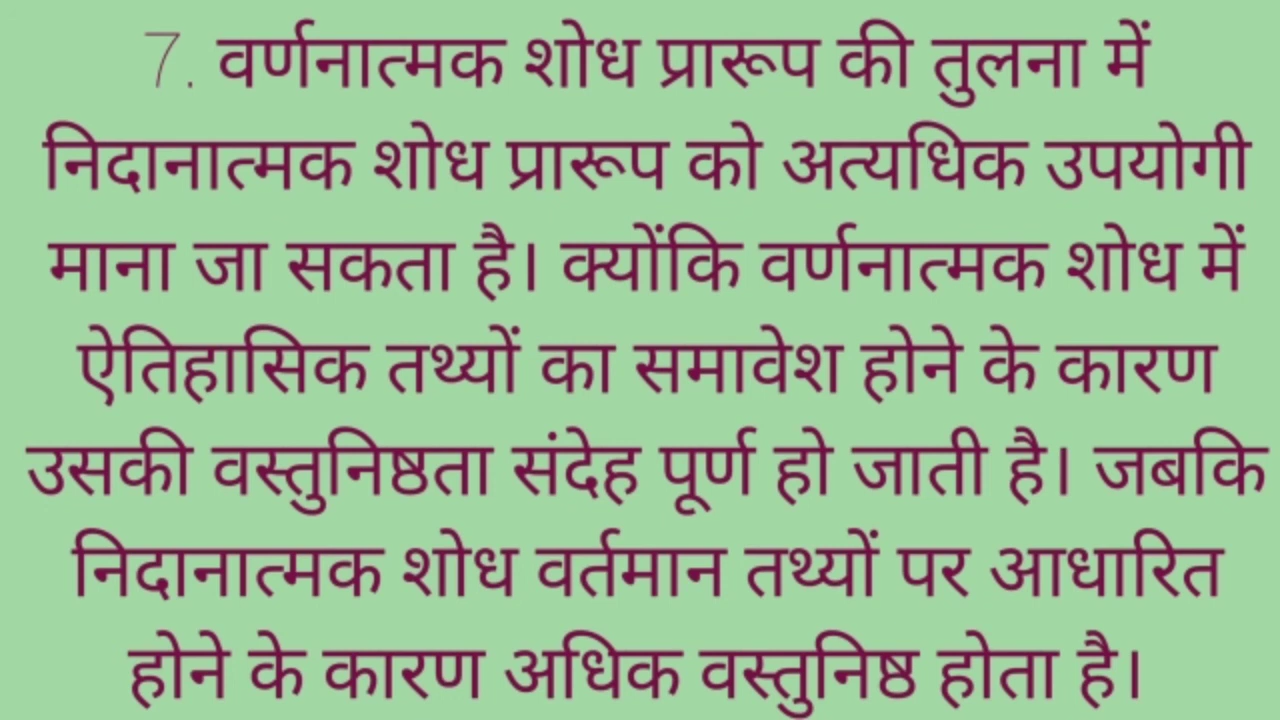 7. वर्णनात्मक शोध प्रारूप की तुलना में
निदानात्मक शोध प्रारूप को अत्यधिक उपयोगी
माना जा सकता है। क्योंकि वर्णनात्मक शोध में
ऐतिहासिक तथ्यों का समावेश होने के कारण
उसकी वस्तुनिष्ठता संदेह पूर्ण हो जाती है। जबकि
निदानात्मक शोध वर्तमान तथ्यों पर आधारित
होने के कारण अधिक वस्तुनिष्ठ होता है।